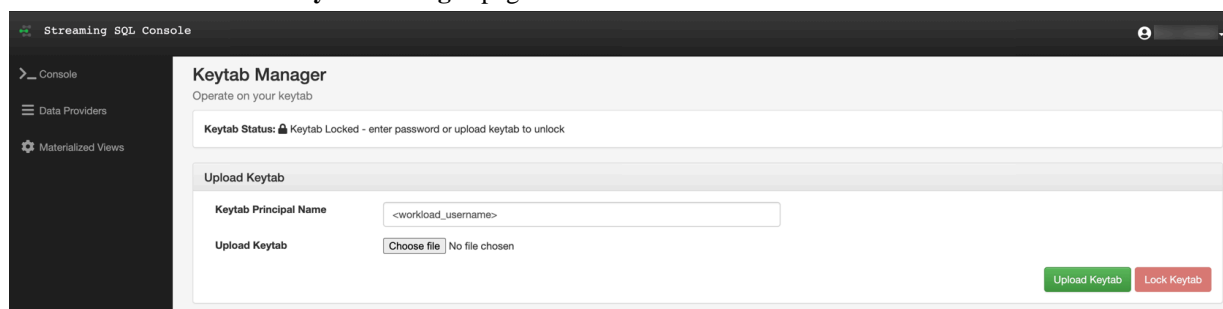 Streaming SQL Console
Console
Data Providers
Materialized Views
Keytab Manager
Operate on your keytab
Keytab Status: Keytab Locked - enter password or upload keytab to unlock
Upload Keytab
Keytab Principal Name
<workload_username>
Upload Keytab
Choose file No file chosen
Upload Keytab Lock Keytab